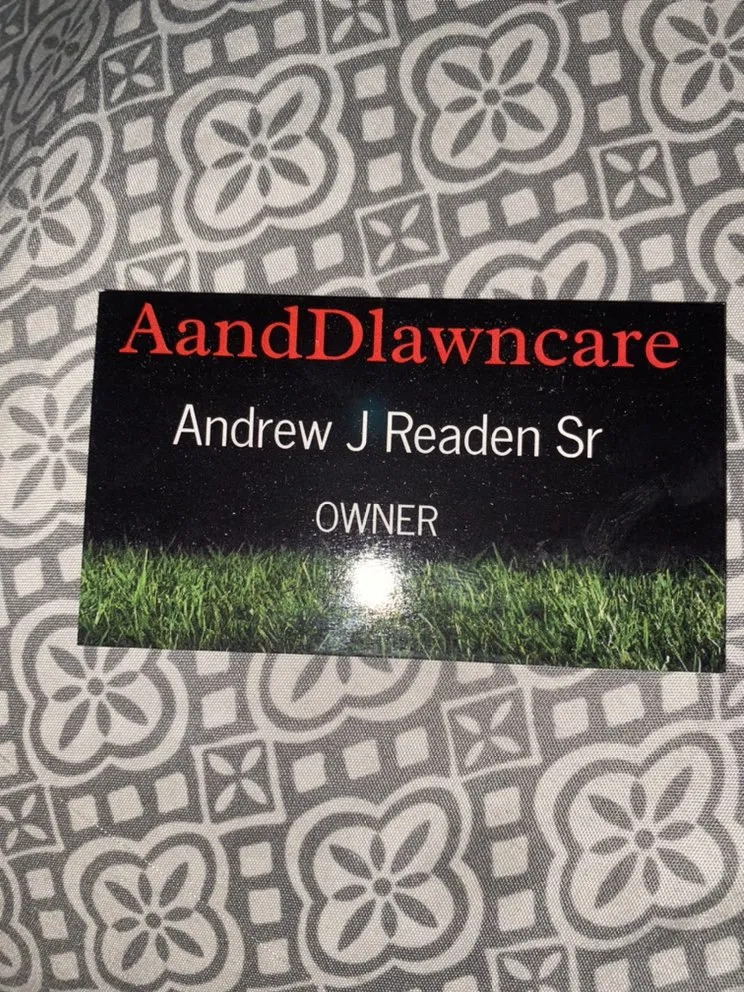 AandDlawncare
Andrew J Readen Sr
OWNER